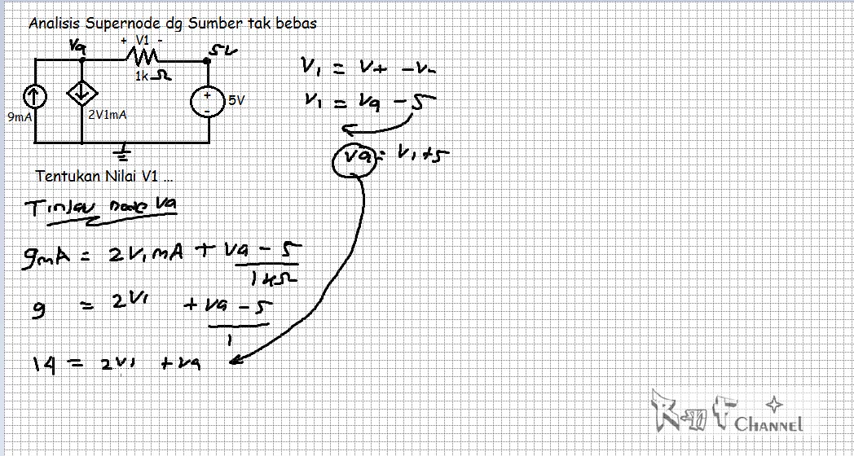 Analisis Supernode dg Sumber tak bebas
Va
+ V1 -
5V
1kΩ
9mA
2V1mA
+
-
5V
Tentukan Nilai V1 ...
Tinjau node Va
9mA = 2V1mA + Va - 5
1kΩ
9 = 2V1 + Va - 5
1
14 = 2V1 + Va
V1 = V+ - V-
V1 = Va - 5
Va = V1 + 5
RnF CHANNEL